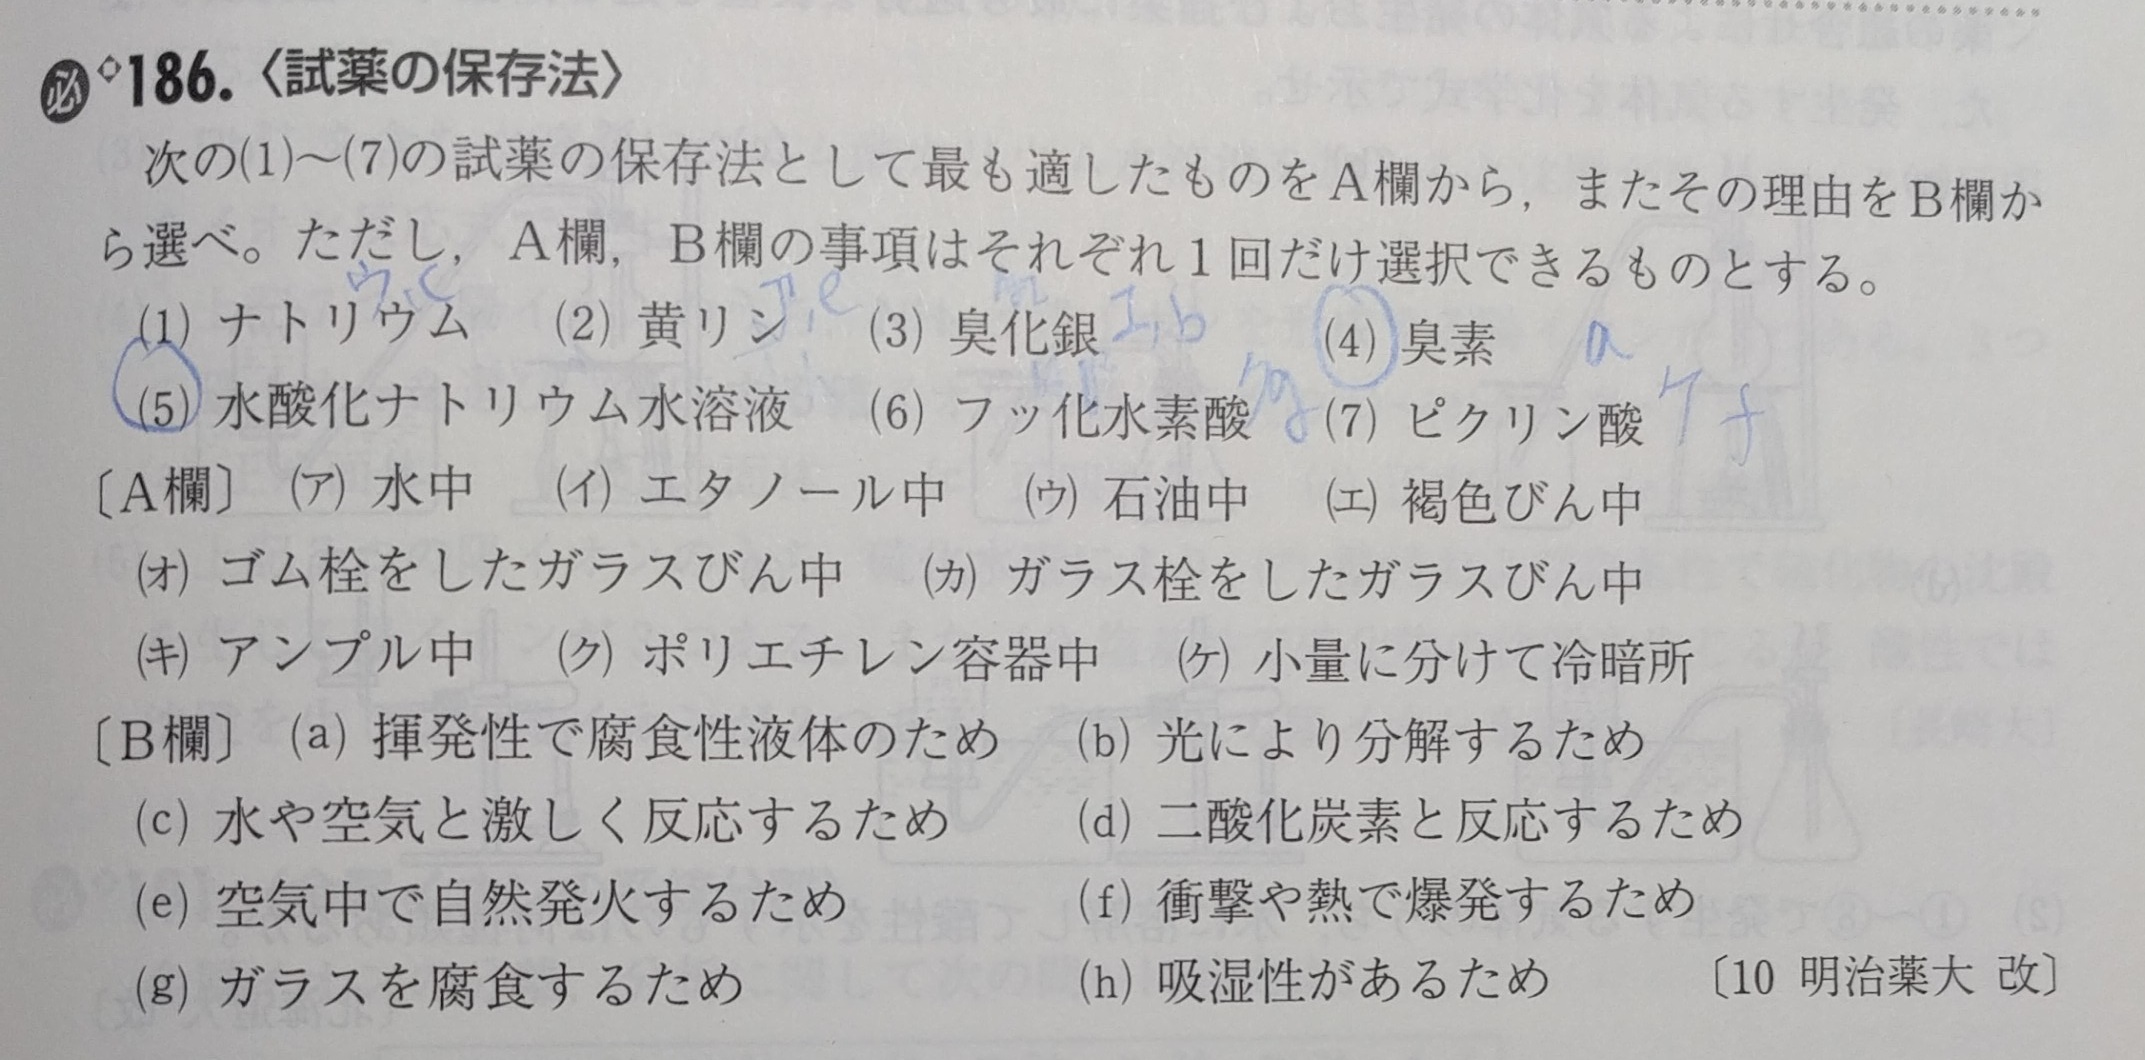 必 186.〈試薬の保存法〉
次の(1)～(7)の試薬の保存法として最も適したものをA欄から，またその理由をB欄か
ら選べ。ただし，A欄，B欄の事項はそれぞれ1回だけ選択できるものとする。
ウ, c ア, e
(1) ナトリウム (2) 黄リン (3) 臭化銀 エ, b (4) 臭素 a
(5) 水酸化ナトリウム水溶液 (6) フッ化水素酸 ク g (7) ピクリン酸 ケ f
〔A欄〕 (ア) 水中 (イ) エタノール中 (ウ) 石油中 (エ) 褐色びん中
(オ) ゴム栓をしたガラスびん中 (カ) ガラス栓をしたガラスびん中
(キ) アンプル中 (ク) ポリエチレン容器中 (ケ) 小量に分けて冷暗所
〔B欄〕 (a) 揮発性で腐食性液体のため (b) 光により分解するため
(c) 水や空気と激しく反応するため (d) 二酸化炭素と反応するため
(e) 空気中で自然発火するため (f) 衝撃や熱で爆発するため
(g) ガラスを腐食するため (h) 吸湿性があるため 〔10 明治薬大 改〕